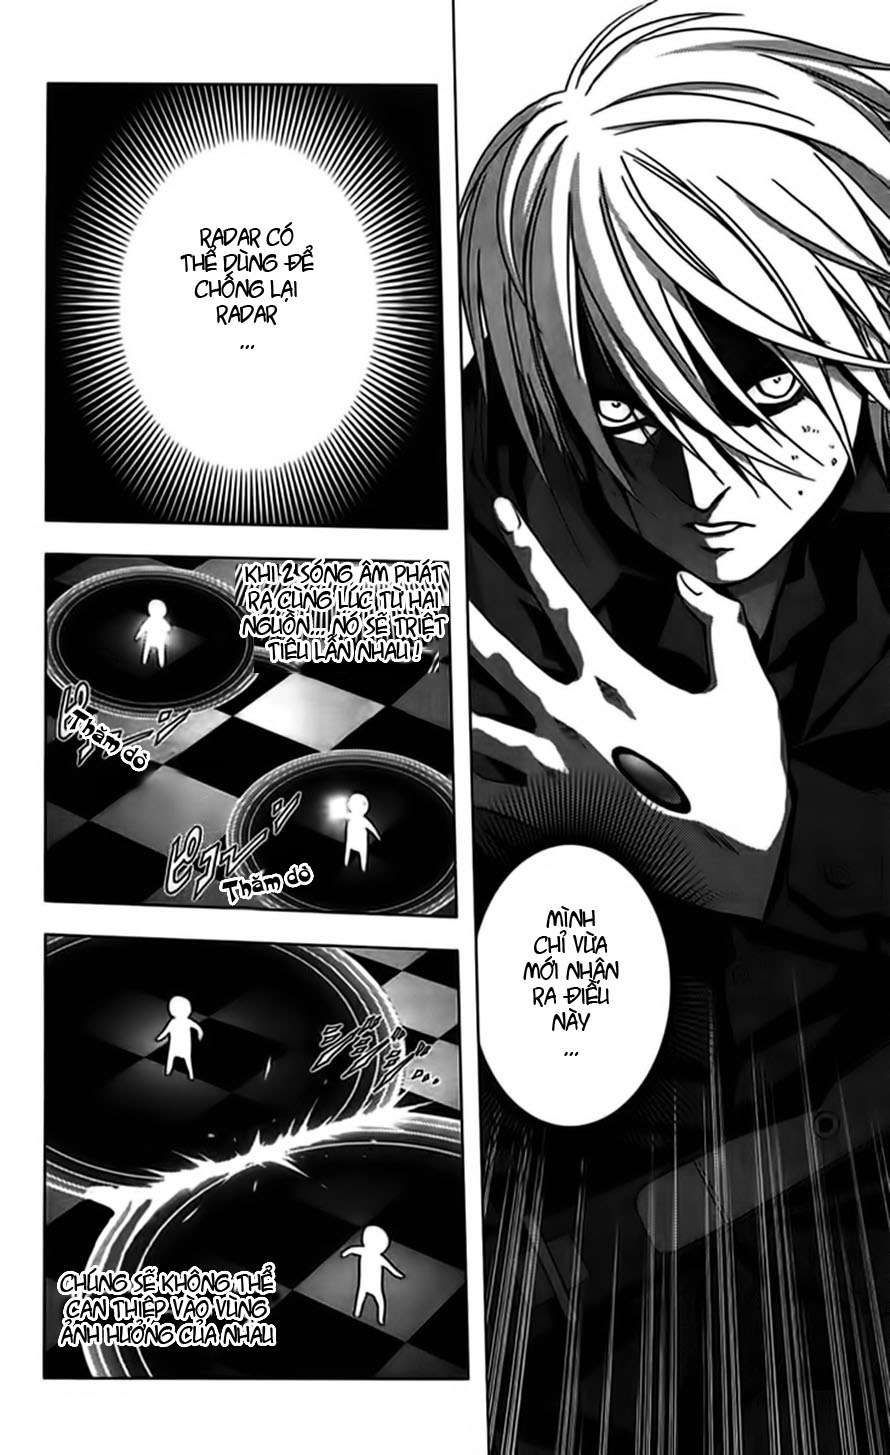 MÌNH
CHỈ VỪA
MỚI NHẬN
RA ĐIỀU
NÀY
...
RADAR CÓ
THỂ DÙNG ĐỂ
CHỐNG LẠI
RADAR
...
KHI 2 SÓNG ÂM PHÁT
RA CÙNG LÚC TỪ HAI
NGUỒN... NÓ SẼ TRIỆT
TIÊU LẪN NHAU!
Thăm dò
Thăm dò
CHÚNG SẼ KHÔNG THỂ
CAN THIỆP VÀO VÙNG
ẢNH HƯỞNG CỦA NHAU